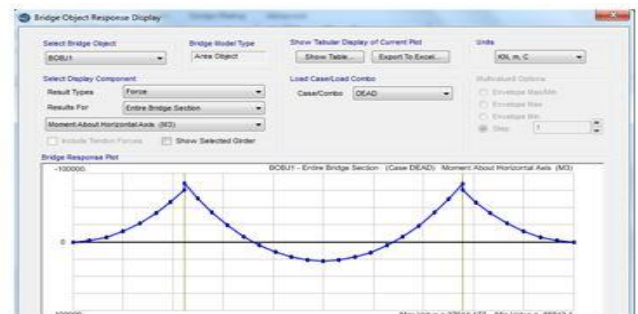 Bridge Object Response Display
Select Bridge Object
BOBJ1
Bridge Model Type
Area Object
Show Tabular Display of Current Plot
Show Table...
Export To Excel...
Units
KN, m, C
Select Display Component
Result Types
Force
Results For
Entire Bridge Section
Moment About Horizontal Axis (M3)
Include Tendon Forces
Show Selected Girder
Load Case/Load Combo
Case/Combo
DEAD
Multivalued Options
Envelope Max/Min
Envelope Max
Envelope Min
Step
1
Bridge Response Plot
-100000.
BOBJ1 - Entire Bridge Section (Case DEAD) Moment About Horizontal Axis (M3)
0